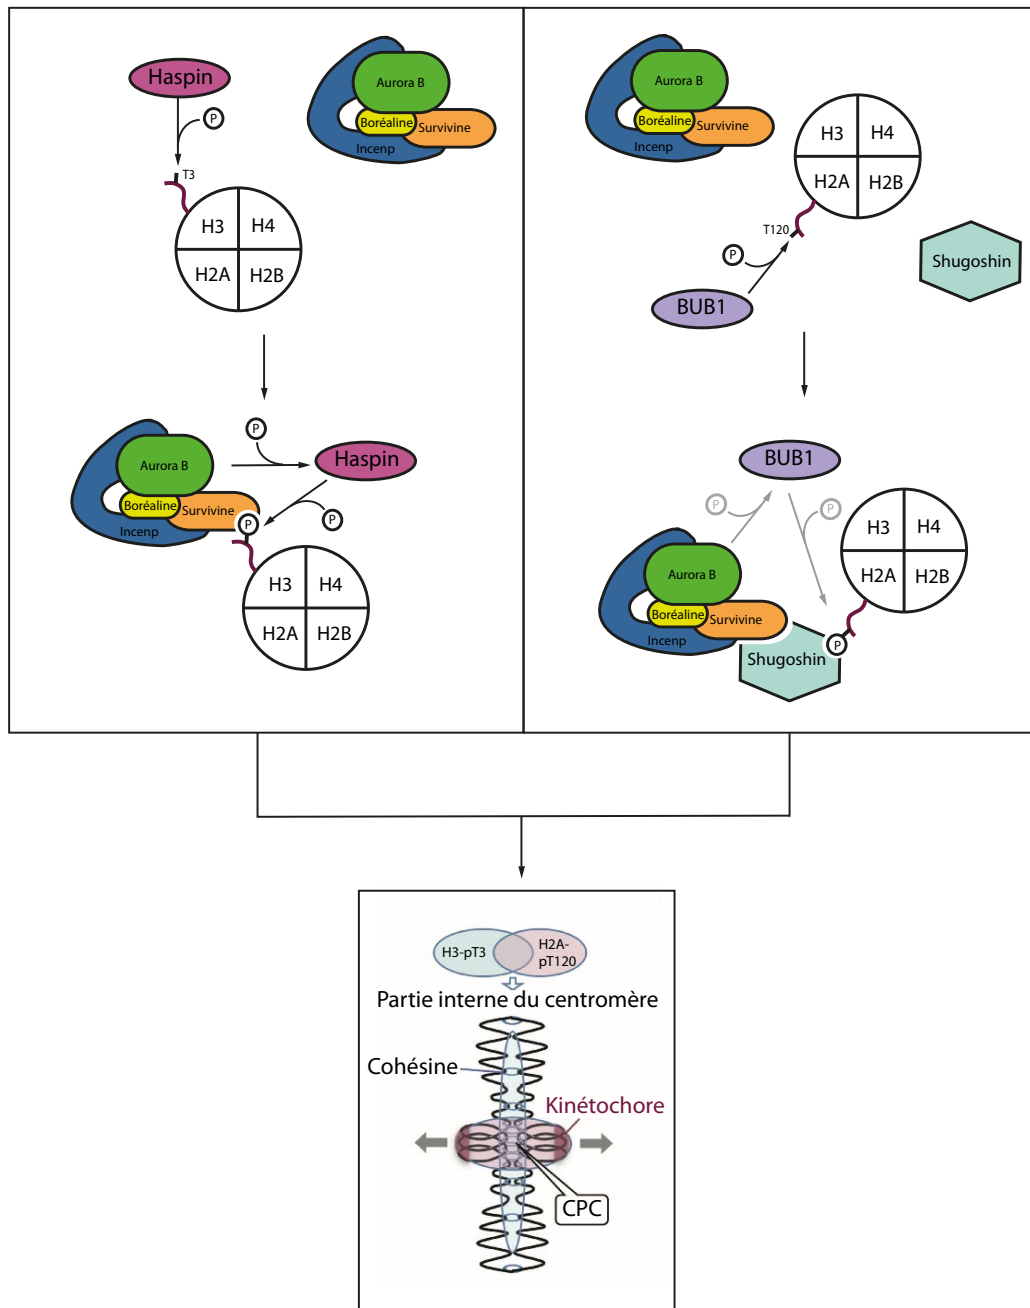 Haspin
P
T3
H3
H4
H2A
H2B
Aurora B
Boréaline
Survivine
Incenp
P
Haspin
Aurora B
Boréaline
Survivine
Incenp
P
P
H3
H4
H2A
H2B
Aurora B
Boréaline
Survivine
Incenp
H3
H4
H2A
H2B
T120
P
BUB1
Shugoshin
BUB1
P
P
H3
H4
H2A
H2B
Aurora B
Boréaline
Survivine
Incenp
P
Shugoshin
H3-pT3
H2A-
pT120
Partie interne du centromère
Cohésine
Kinétochore
CPC